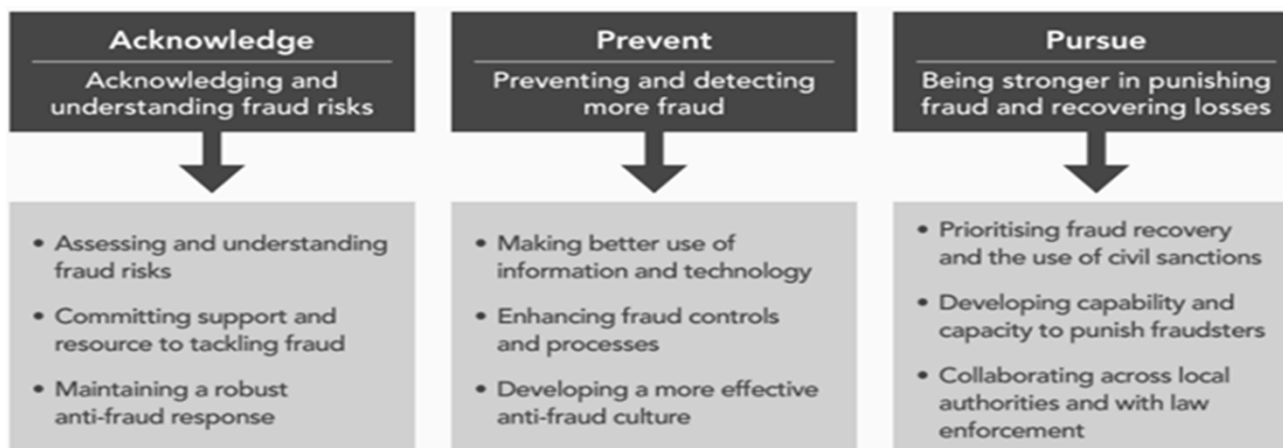 Acknowledge
Acknowledging and
understanding fraud risks
• Assessing and understanding
fraud risks
• Committing support and
resource to tackling fraud
• Maintaining a robust
anti-fraud response
Prevent
Preventing and detecting
more fraud
• Making better use of
information and technology
• Enhancing fraud controls
and processes
• Developing a more effective
anti-fraud culture
Pursue
Being stronger in punishing
fraud and recovering losses
• Prioritising fraud recovery
and the use of civil sanctions
• Developing capability and
capacity to punish fraudsters
• Collaborating across local
authorities and with law
enforcement